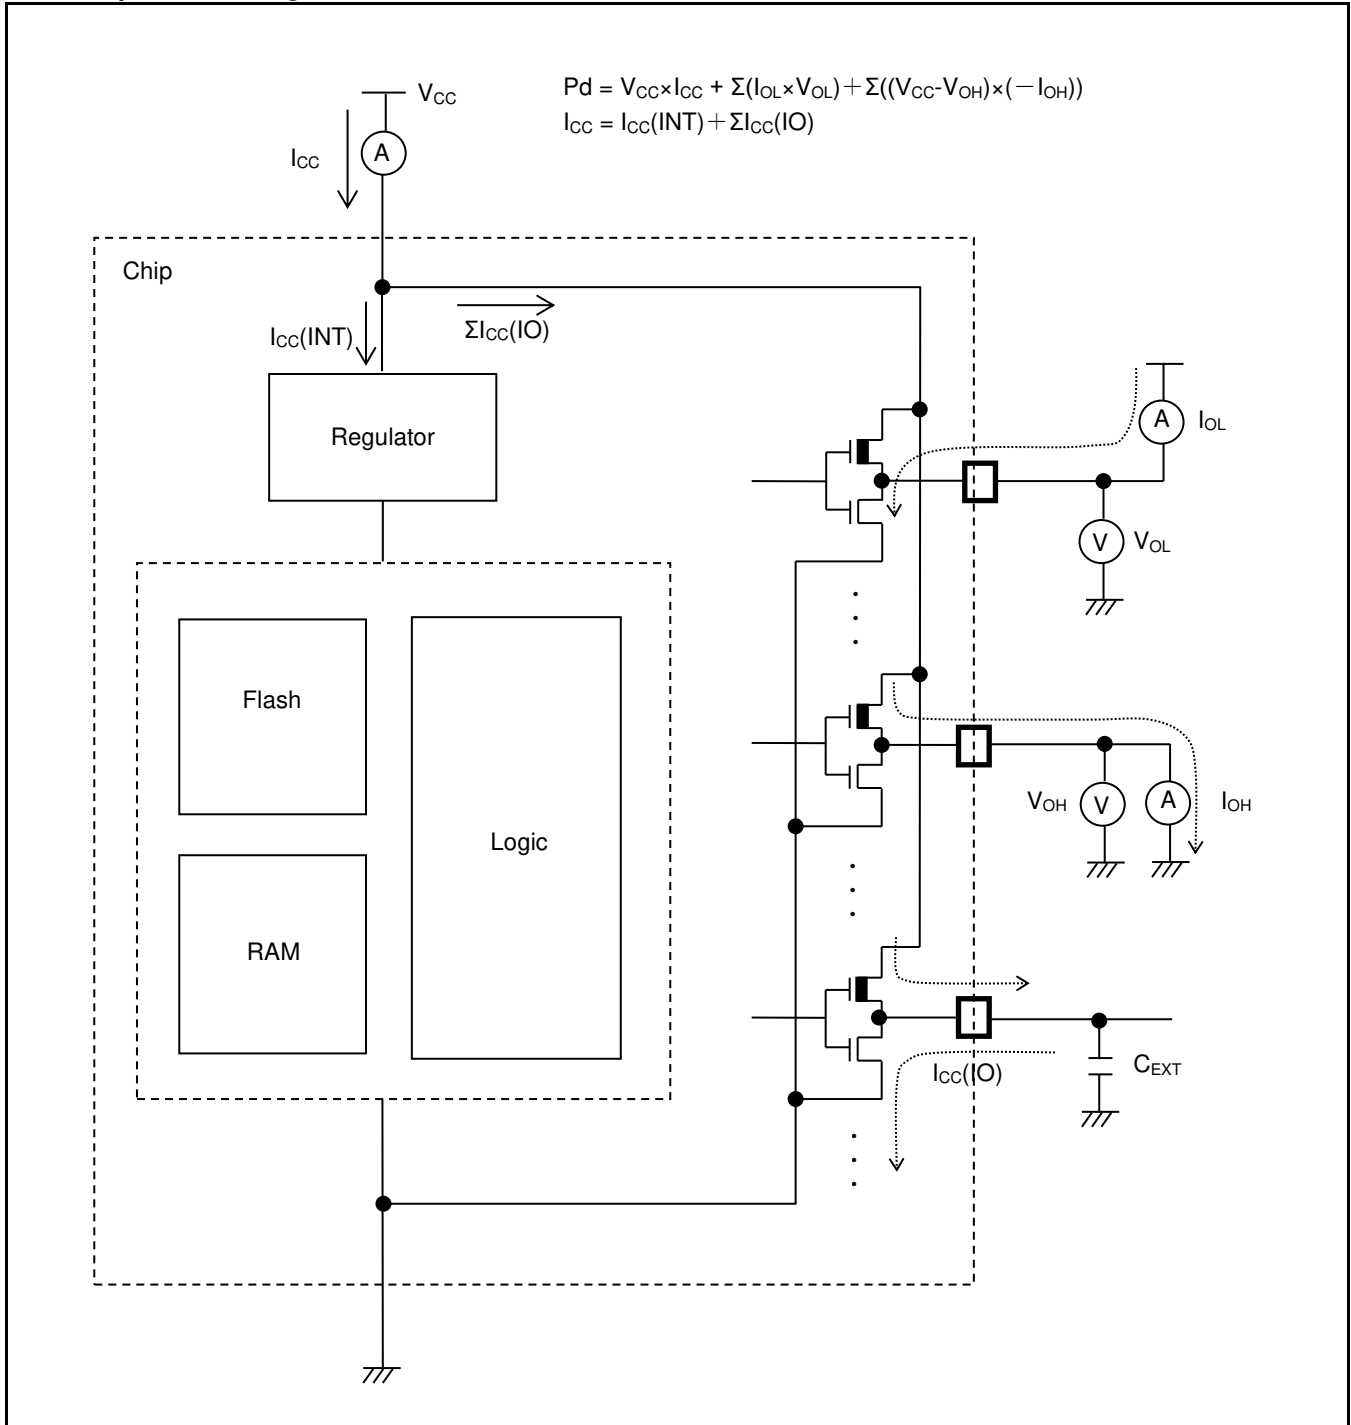 Pd = VCC×ICC + Σ(IOL×VOL)+Σ((VCC-VOH)×(-IOH))
ICC = ICC(INT)+ΣICC(IO)
VCC
A
ICC
Chip
ICC(INT)
ΣICC(IO)
Regulator
A
IOL
V
VOL
Flash
Logic
VOH
V
A
IOH
RAM
ICC(IO)
CEXT